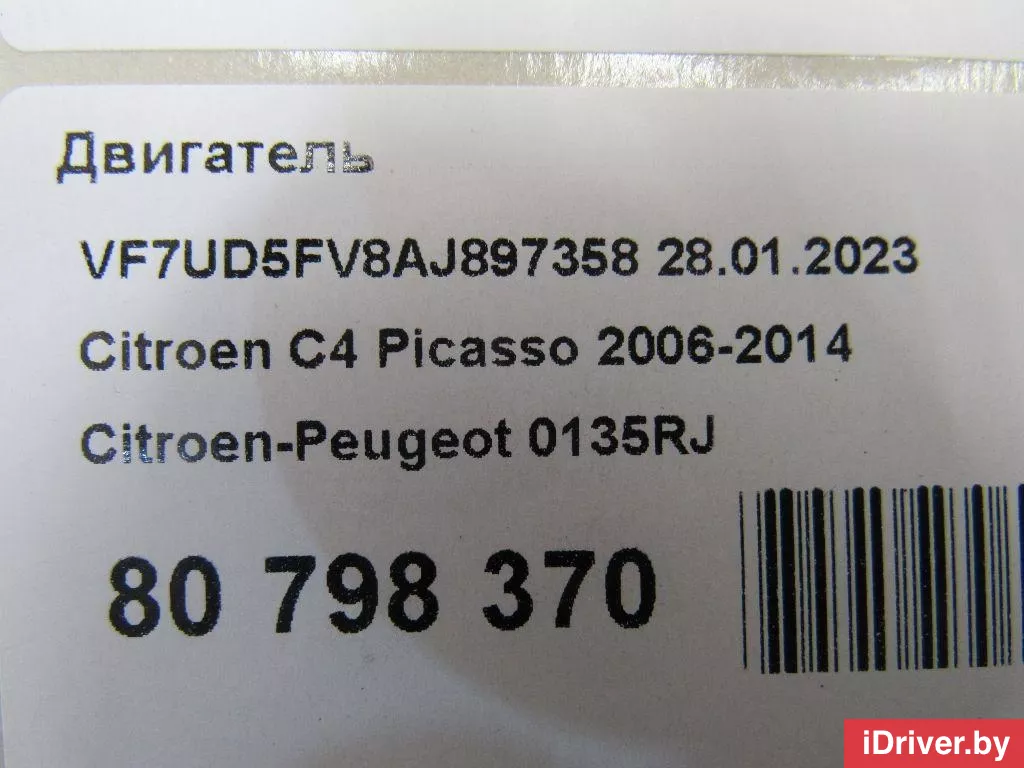 Двигатель
VF7UD5FV8AJ897358 28.01.2023
Citroen C4 Picasso 2006-2014
Citroen-Peugeot 0135RJ
80 798 370
iDriver.by